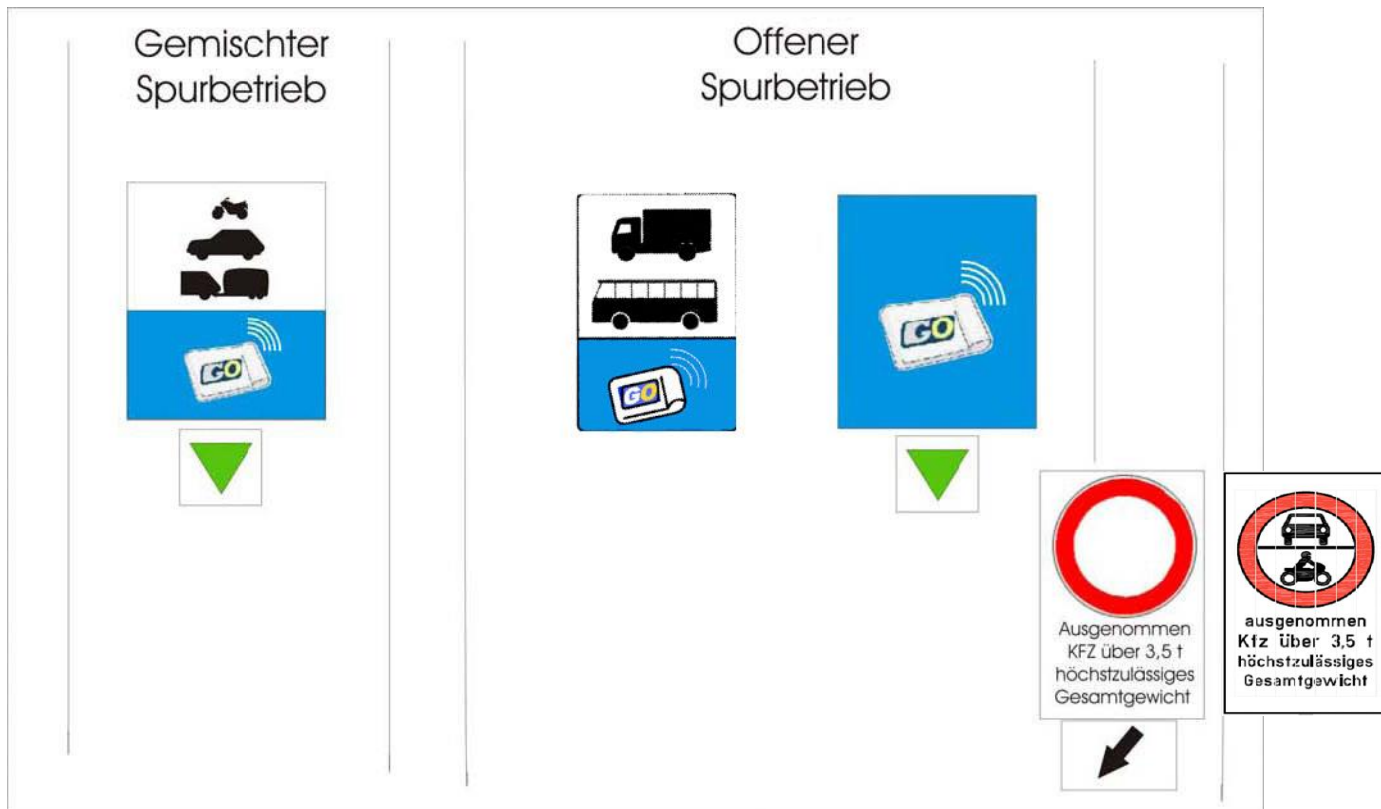 Gemischter
Spurbetrieb
Offener
Spurbetrieb
GO
GO
GO
Ausgenommen
KFZ über 3,5 t
höchstzulässiges
Gesamtgewicht
ausgenommen
Kfz über 3,5 t
höchstzulässiges
Gesamtgewicht